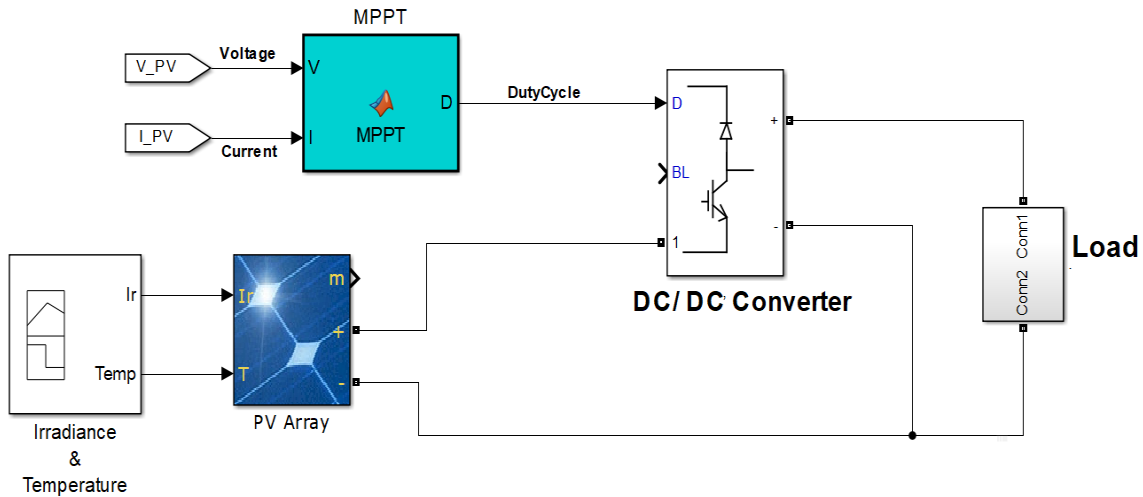 MPPT
V_PV
Voltage
V
D
MPPT
I_PV
Current
I
DutyCycle
D
BL
1
+
-
DC/ DC Converter
Conn1
Conn2
Load
Ir
Temp
Irradiance
&
Temperature
Ir
T
m
+
-
PV Array